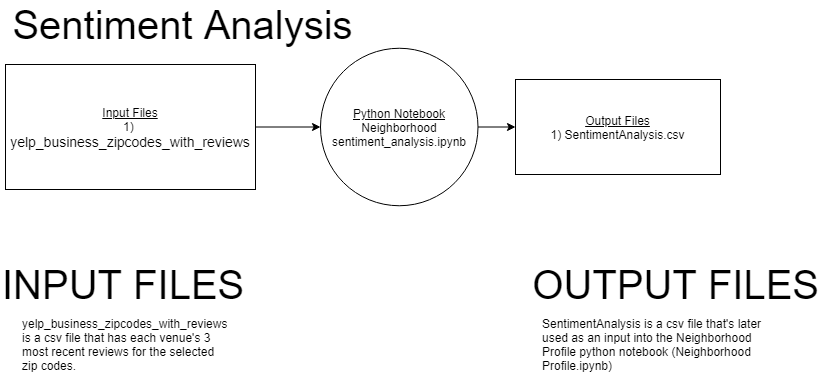 Sentiment Analysis
Input Files
1)
yelp_business_zipcodes_with_reviews
Python Notebook
Neighborhood
sentiment_analysis.ipynb
Output Files
1) SentimentAnalysis.csv
INPUT FILES
yelp_business_zipcodes_with_reviews
is a csv file that has each venue's 3
most recent reviews for the selected
zip codes.
OUTPUT FILES
SentimentAnalysis is a csv file that's later
used as an input into the Neighborhood
Profile python notebook (Neighborhood
Profile.ipynb)